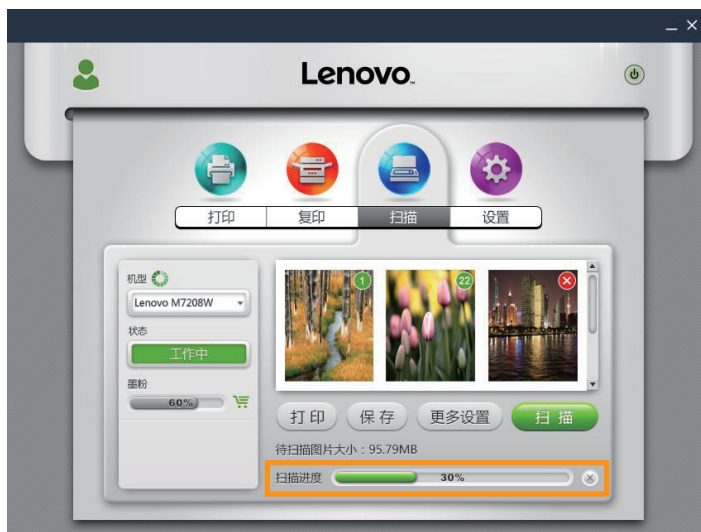 Lenovo™
打印 复印 扫描 设置
机型
Lenovo M7208W
状态
工作中
墨粉
60%
1 22
打印 保存 更多设置 扫描
待扫描图片大小：95.79MB
扫描进度 30%